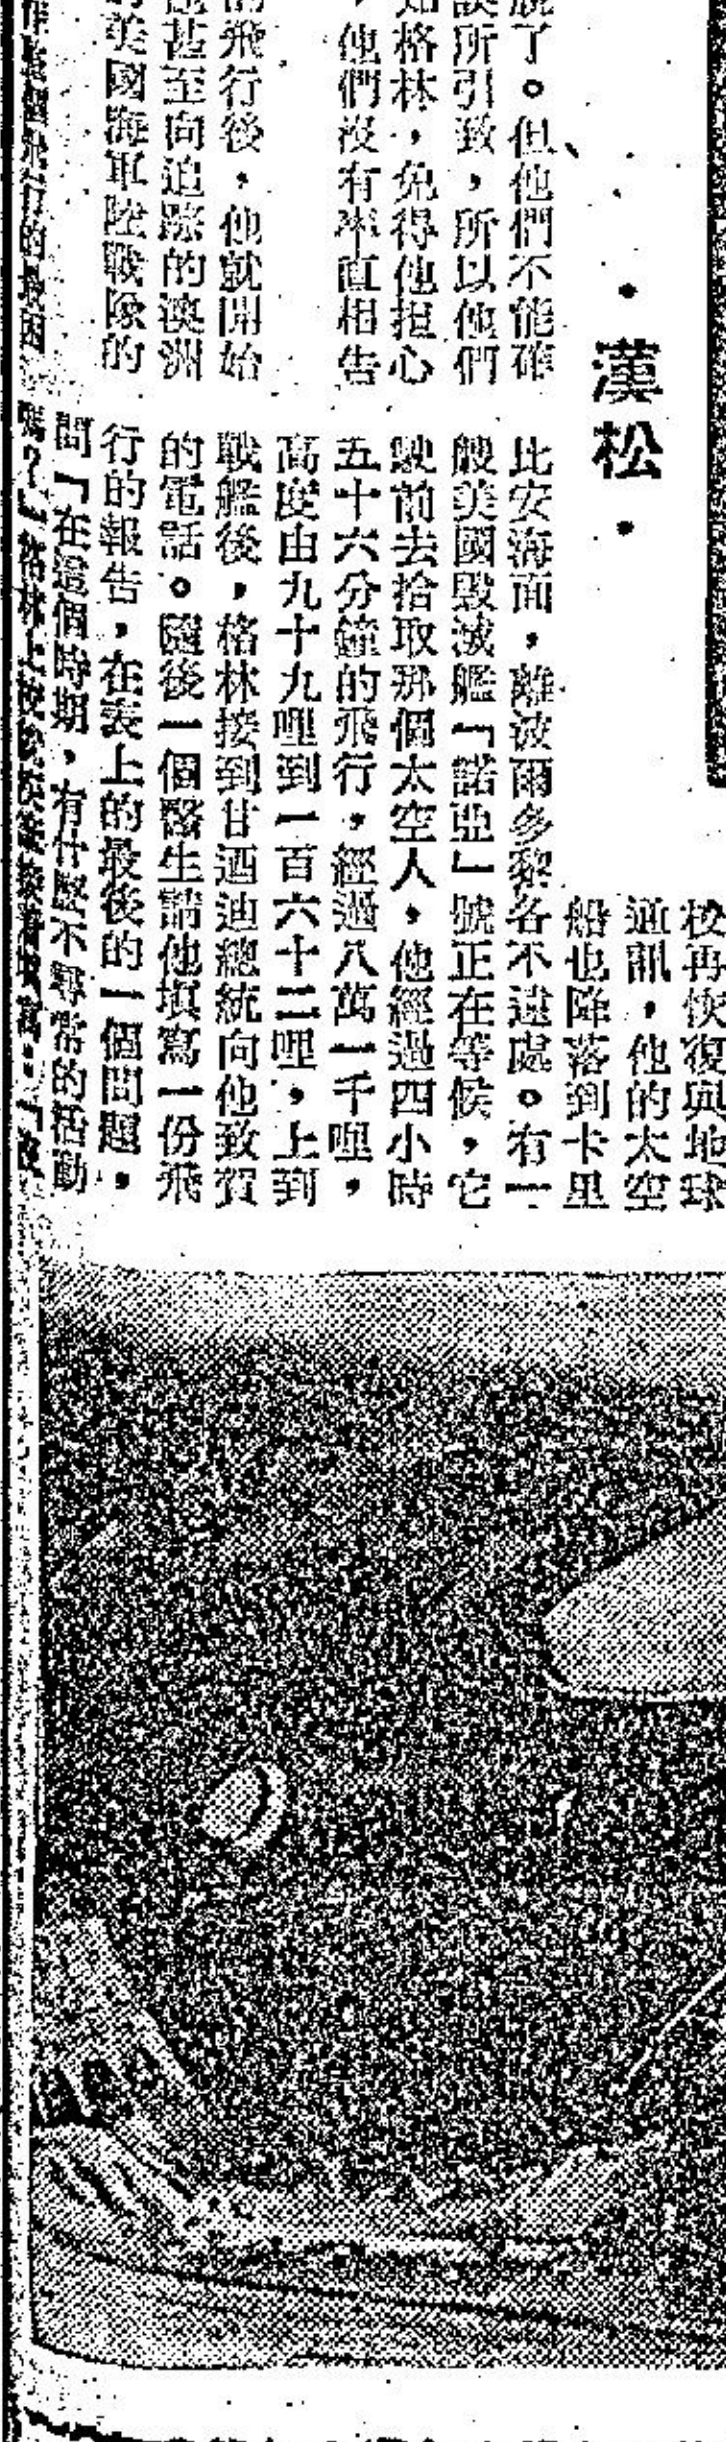 脫了。但他們不能確
誤所引致，所以他們
知格林，免得他担心
，他們沒有率直相告
的飛行後，他就開始
甚至向追踪的澳洲
美國海軍陸戰隊的
・漢松・
校再恢復與地球
通訊，他的太空
船也降落到卡里
比安海面，離波爾多黎各不遠處。有一
艘美國毀滅艦「諾亞」號正在等候，它
駛前去拾取那個太空人，他經過四小時
五十六分鐘的飛行，經過八萬一千哩，
高度由九十九哩到一百六十二哩，上到
戰艦後，格林接到甘迺迪總統向他致賀
的電話。隨後一個醫生請他填寫一份飛
行的報告，在表上的最後的一個問題，
問「在這個時期，有什麼不尋常的活動
嗎？」格林上校